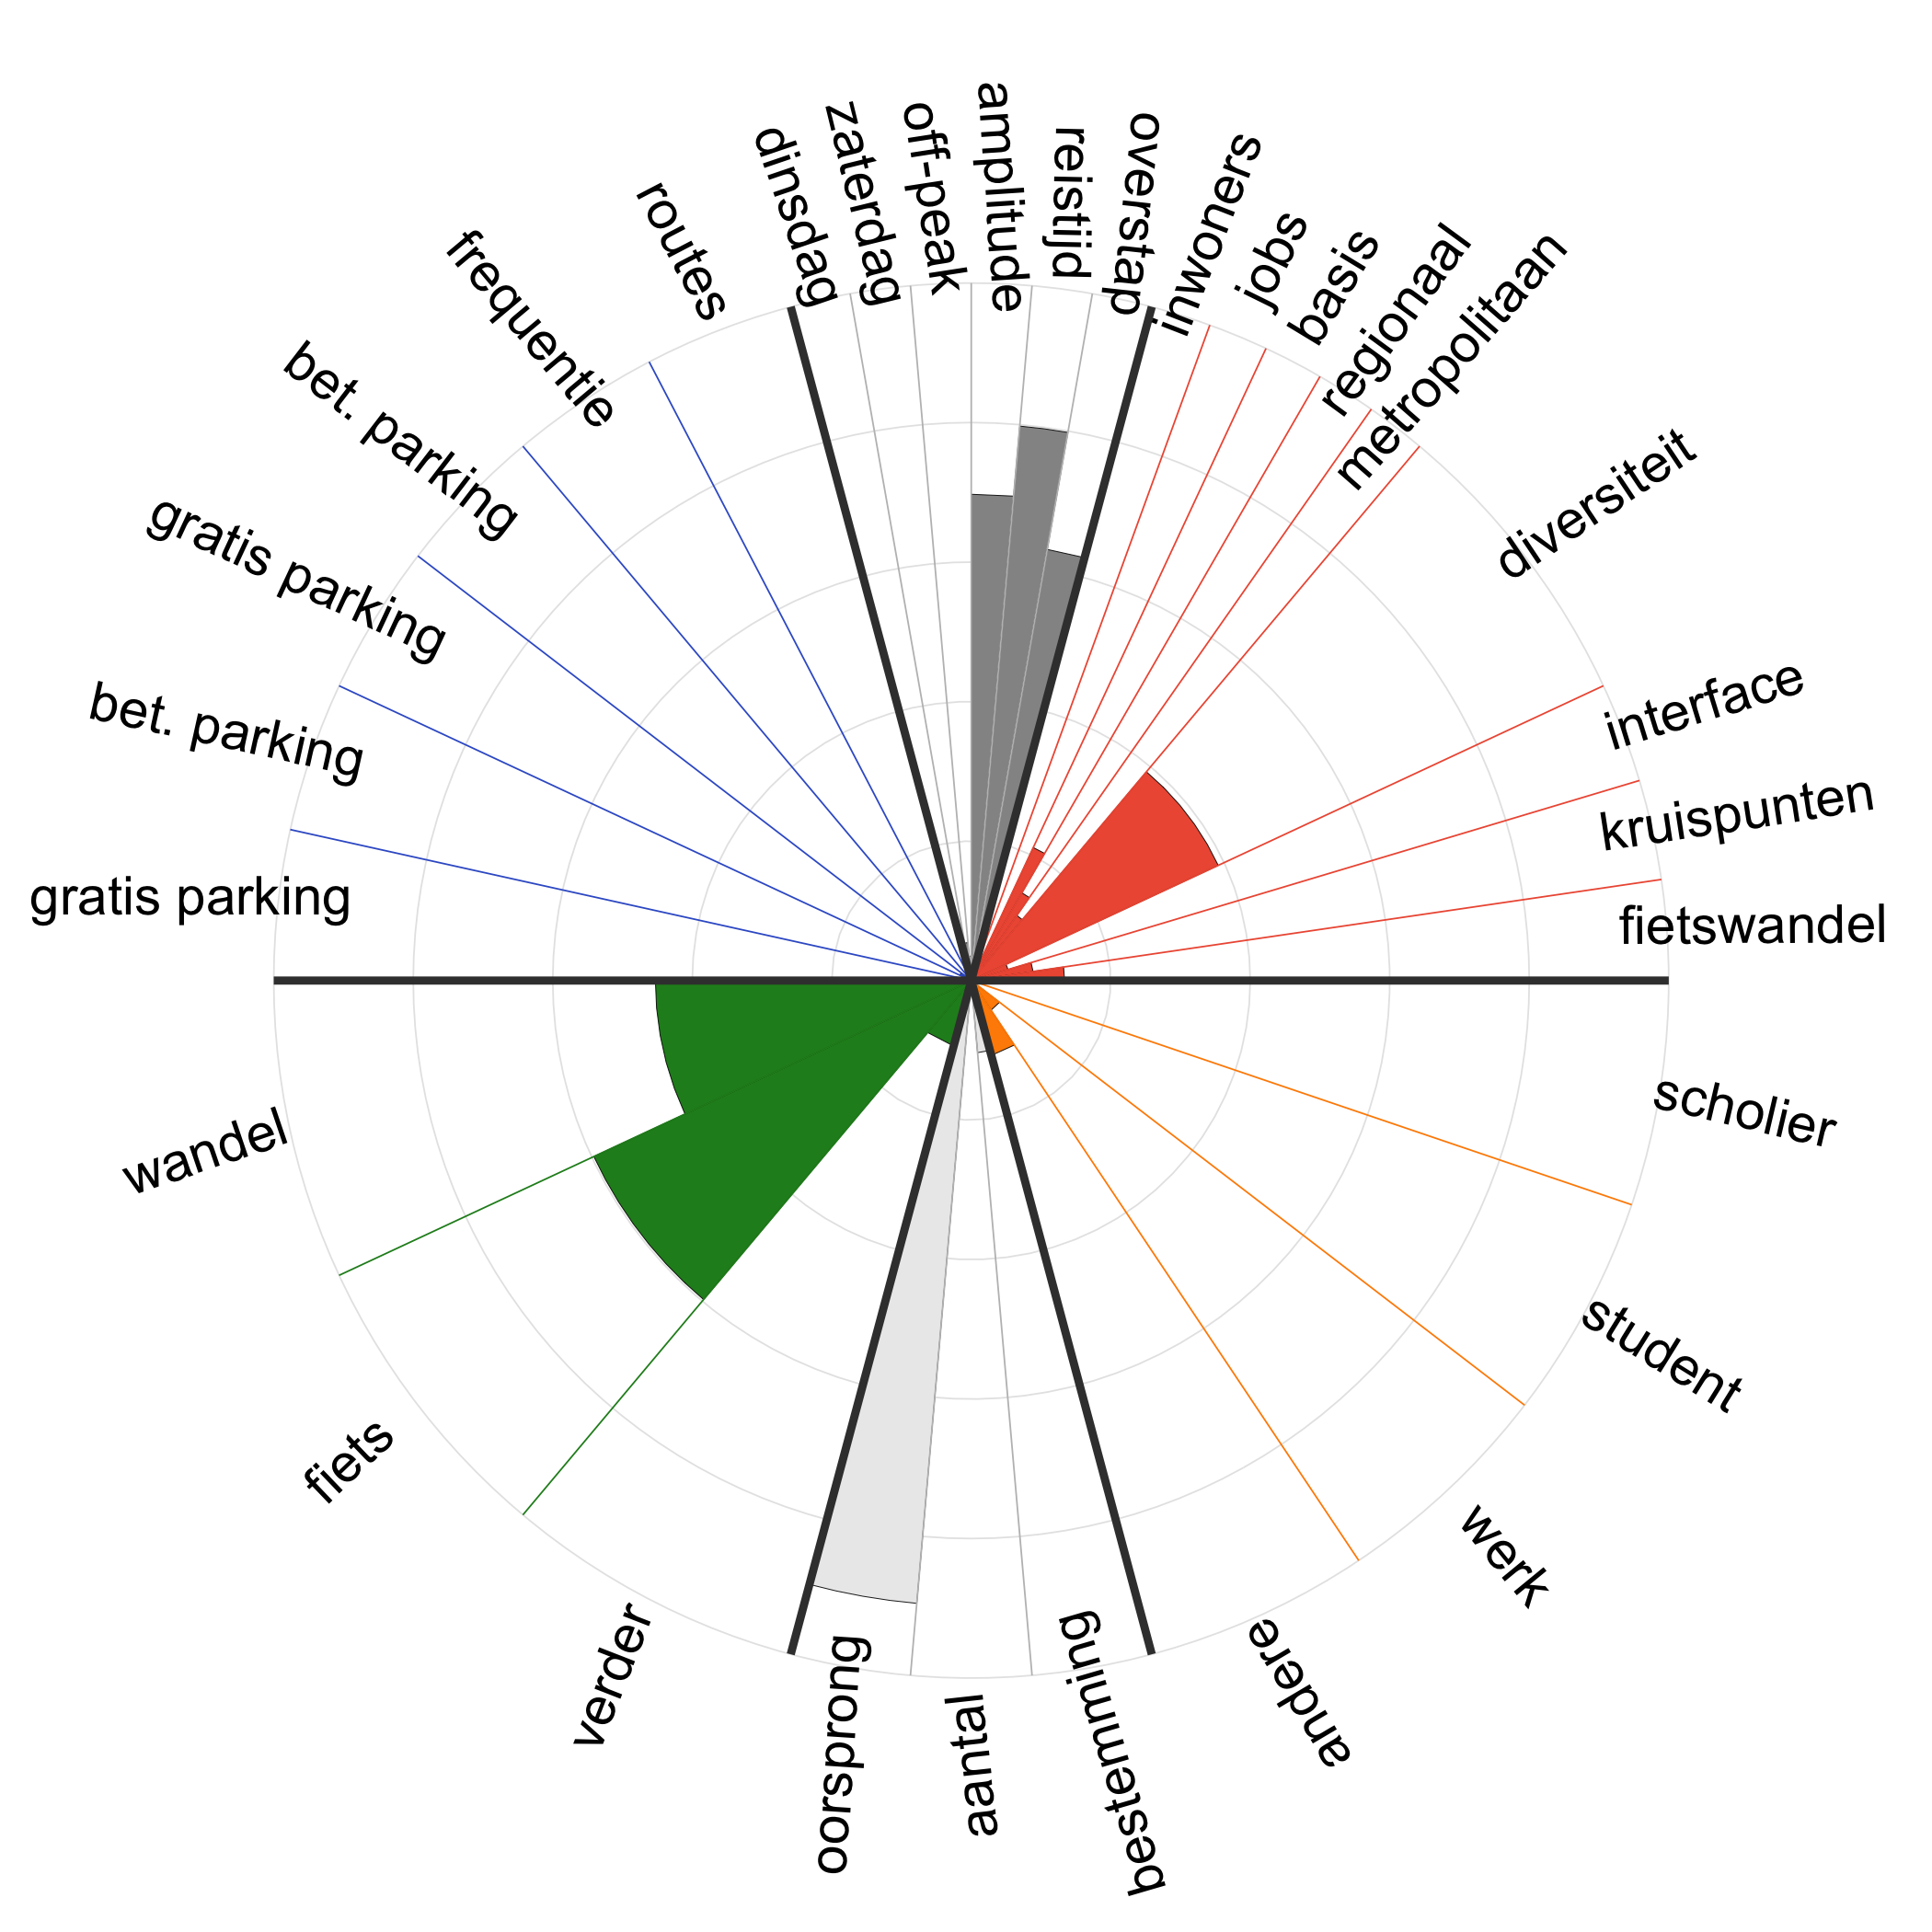 dinsdag
zaterdag
off-peak
amplitude
reistijd
overstap
inwoners
jobs
basis
regionaal
metropolitaan
diversiteit
interface
kruispunten
fietswandel
scholier
student
werk
andere
bestemming
aantal
oorsprong
verder
fiets
wandel
gratis parking
bet. parking
gratis parking
bet. parking
frequentie
routes